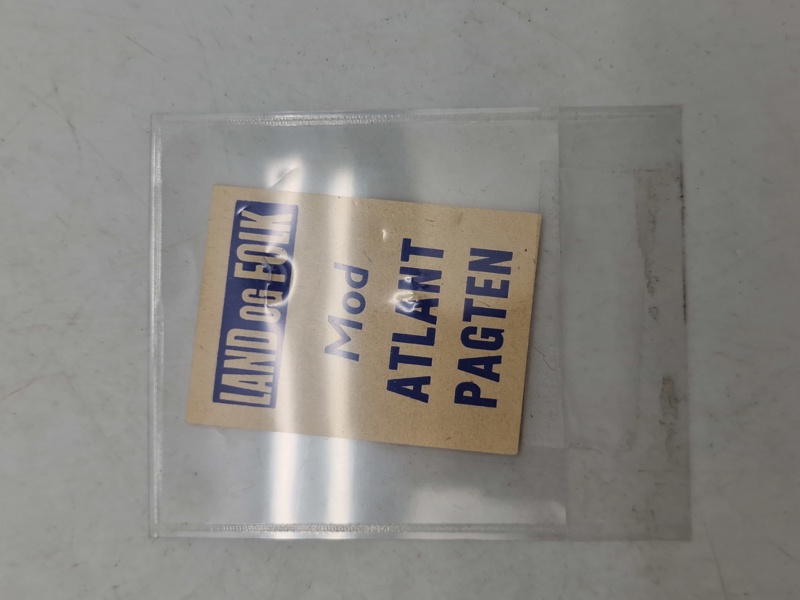 LAND OG FOLK
Mod
ATLANT
PAGTEN